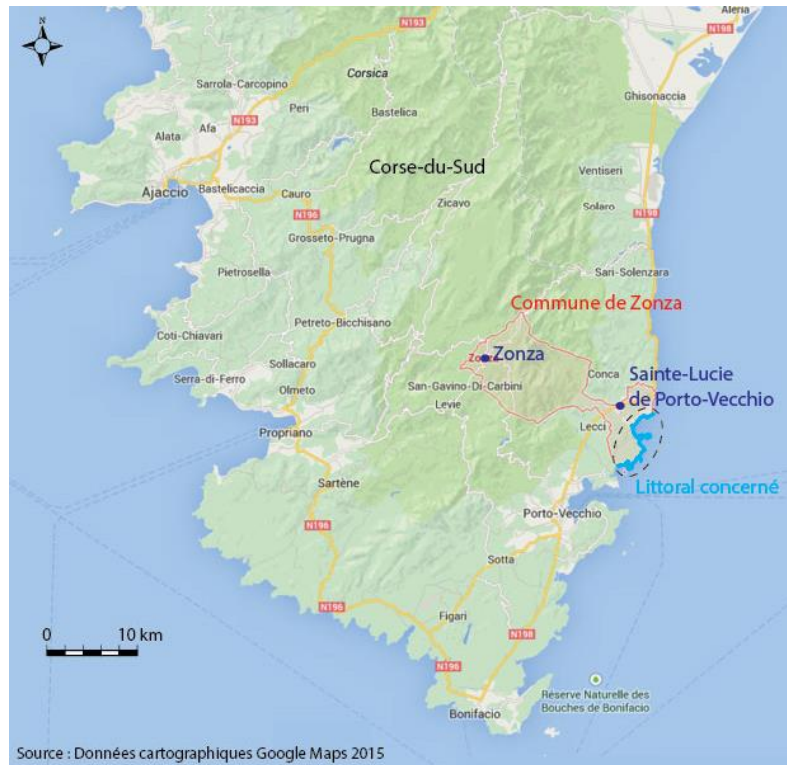 N
N193
Aleria
N198
Corsica
Sarrola-Carcopino
Ghisonaccia
Peri
Bastelica
Afa
N193
Alata
Corse-du-Sud
Ventiseri
Ajaccio
Bastelicaccia
Cauro
Zicavo
Solaro
N196
N198
Grosseto-Prugna
Pietrosella
Sari-Solenzara
Commune de Zonza
Petreto-Bicchisano
Coti-Chiavari
Zonza
Sollacaro
Conca
Sainte-Lucie
de Porto-Vecchio
Serra-di-Ferro
Olmeto
San-Gavino-Di-Carbini
Levie
Lecci
Propriano
Littoral concerné
Sartène
N196
Porto-Vecchio
Sotta
0 10 km
N196
Figari
N198
N196
Réserve Naturelle des
Bouches de Bonifacio
Bonifacio
Source : Données cartographiques Google Maps 2015